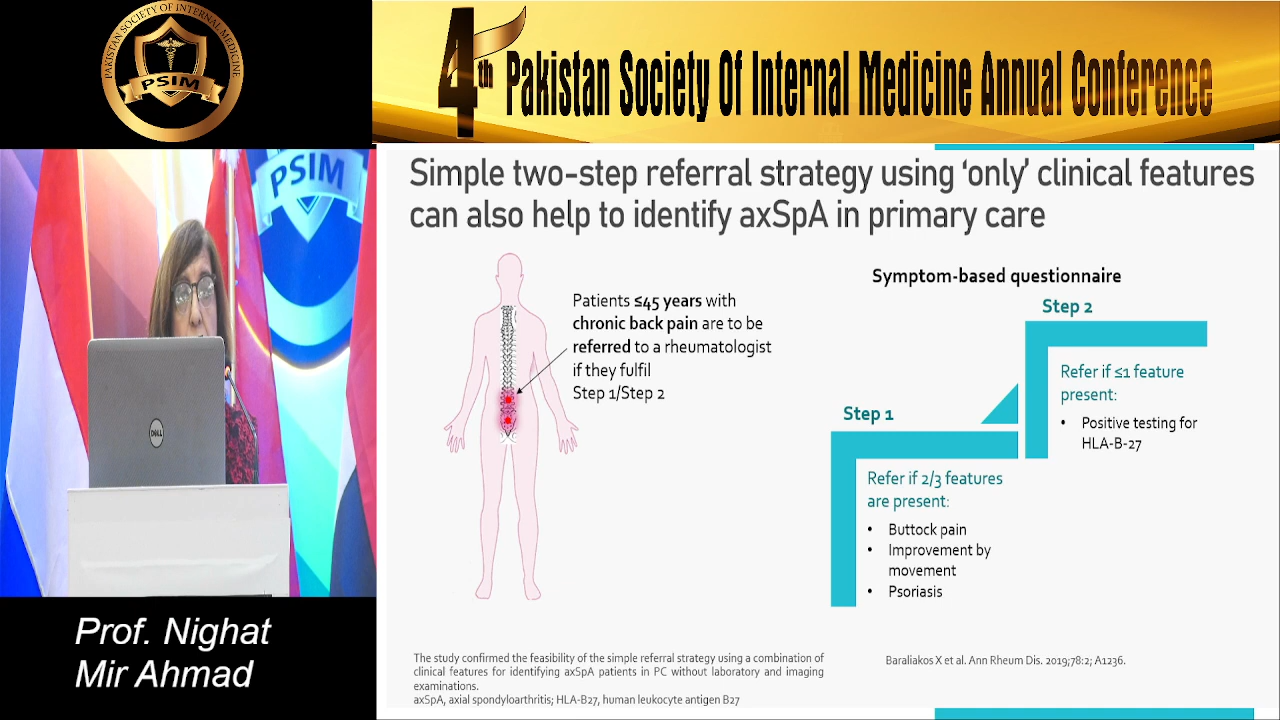 PAKISTAN SOCIETY OF INTERNAL MEDICINE
PSIM
4th Pakistan Society Of Internal Medicine Annual Conference
PSIM
DELL
Prof. Nighat
Mir Ahmad
Simple two-step referral strategy using ‘only’ clinical features
can also help to identify axSpA in primary care
Patients ≤45 years with
chronic back pain are to be
referred to a rheumatologist
if they fulfil
Step 1/Step 2
Symptom-based questionnaire
Step 1
Refer if 2/3 features
are present:
• Buttock pain
• Improvement by
movement
• Psoriasis
Step 2
Refer if ≤1 feature
present:
• Positive testing for
HLA-B-27
The study confirmed the feasibility of the simple referral strategy using a combination of
clinical features for identifying axSpA patients in PC without laboratory and imaging
examinations.
axSpA, axial spondyloarthritis; HLA-B27, human leukocyte antigen B27
Baraliakos X et al. Ann Rheum Dis. 2019;78:2; A1236.